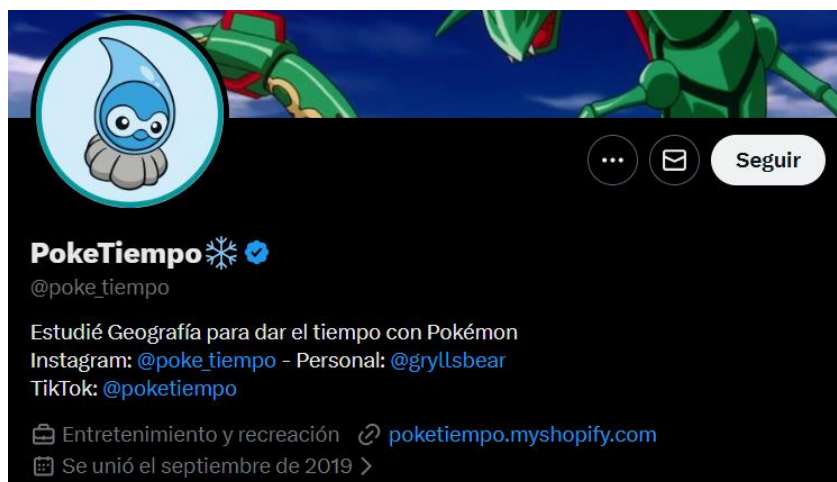 Seguir
PokeTiempo
@poke_tiempo
Estudié Geografía para dar el tiempo con Pokémon
Instagram: @poke_tiempo - Personal: @gryllsbear
TikTok: @poketiempo
Entretenimiento y recreación poketiempo.myshopify.com
Se unió el septiembre de 2019